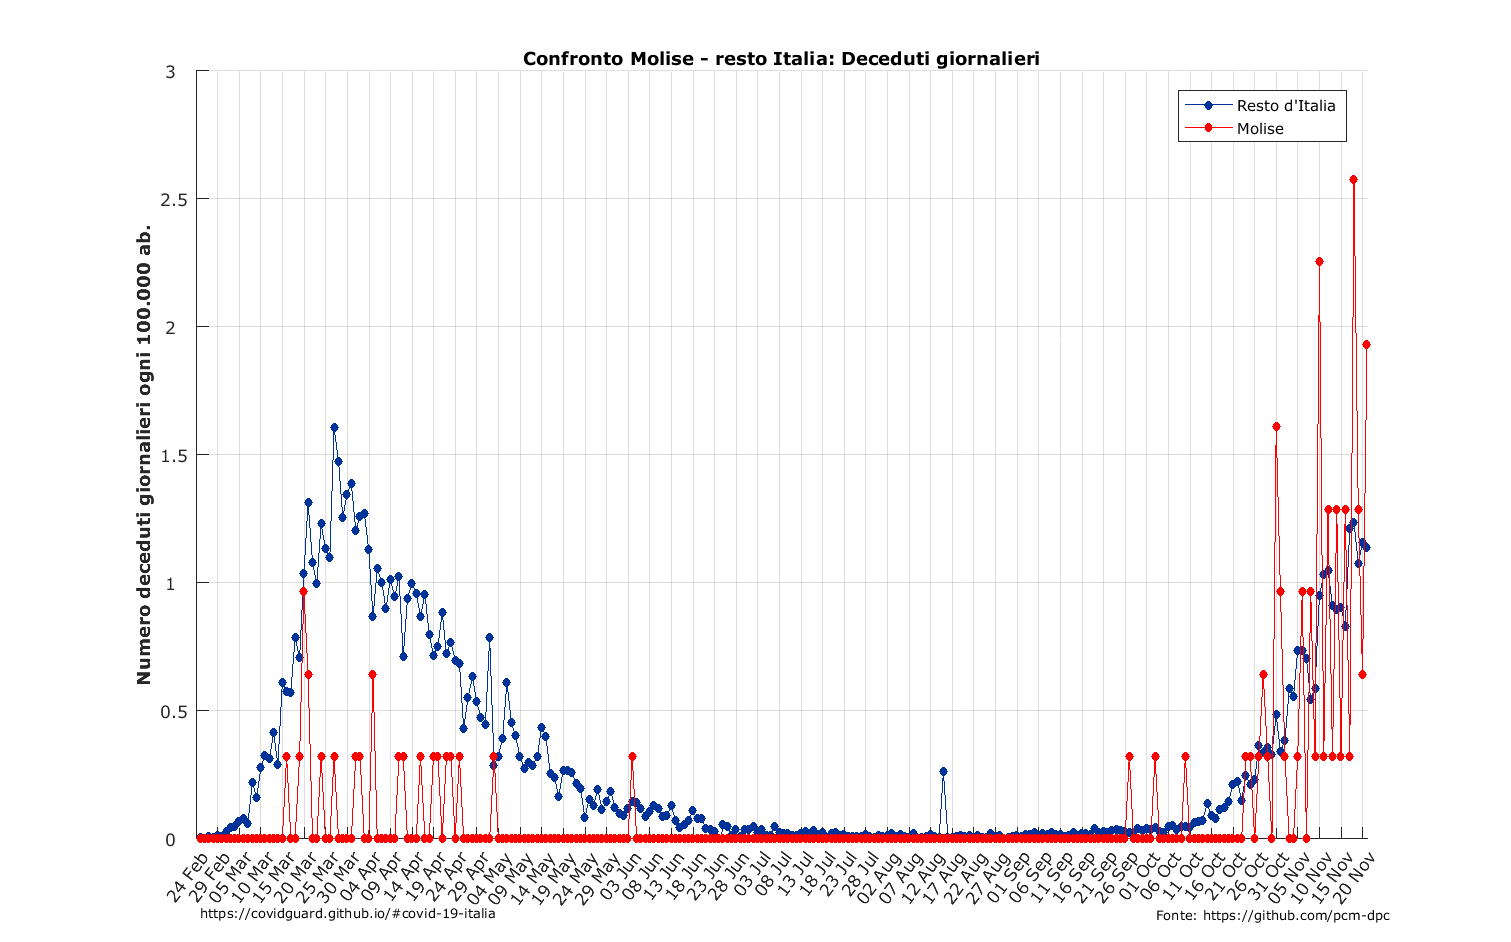 Confronto Molise - resto Italia: Deceduti giornalieri
Resto d'Italia
Molise
Numero deceduti giornalieri ogni 100.000 ab.
3
2.5
2
1.5
1
0.5
0
24 Feb
29 Feb
05 Mar
10 Mar
15 Mar
20 Mar
25 Mar
30 Mar
04 Apr
09 Apr
14 Apr
19 Apr
24 Apr
29 Apr
04 May
09 May
14 May
19 May
24 May
29 May
03 Jun
08 Jun
13 Jun
18 Jun
23 Jun
28 Jun
03 Jul
08 Jul
13 Jul
18 Jul
23 Jul
28 Jul
02 Aug
07 Aug
12 Aug
17 Aug
22 Aug
27 Aug
01 Sep
06 Sep
11 Sep
16 Sep
21 Sep
26 Sep
01 Oct
06 Oct
11 Oct
16 Oct
21 Oct
26 Oct
31 Oct
05 Nov
10 Nov
15 Nov
20 Nov
https://covidguard.github.io/#covid-19-italia
Fonte: https://github.com/pcm-dpc